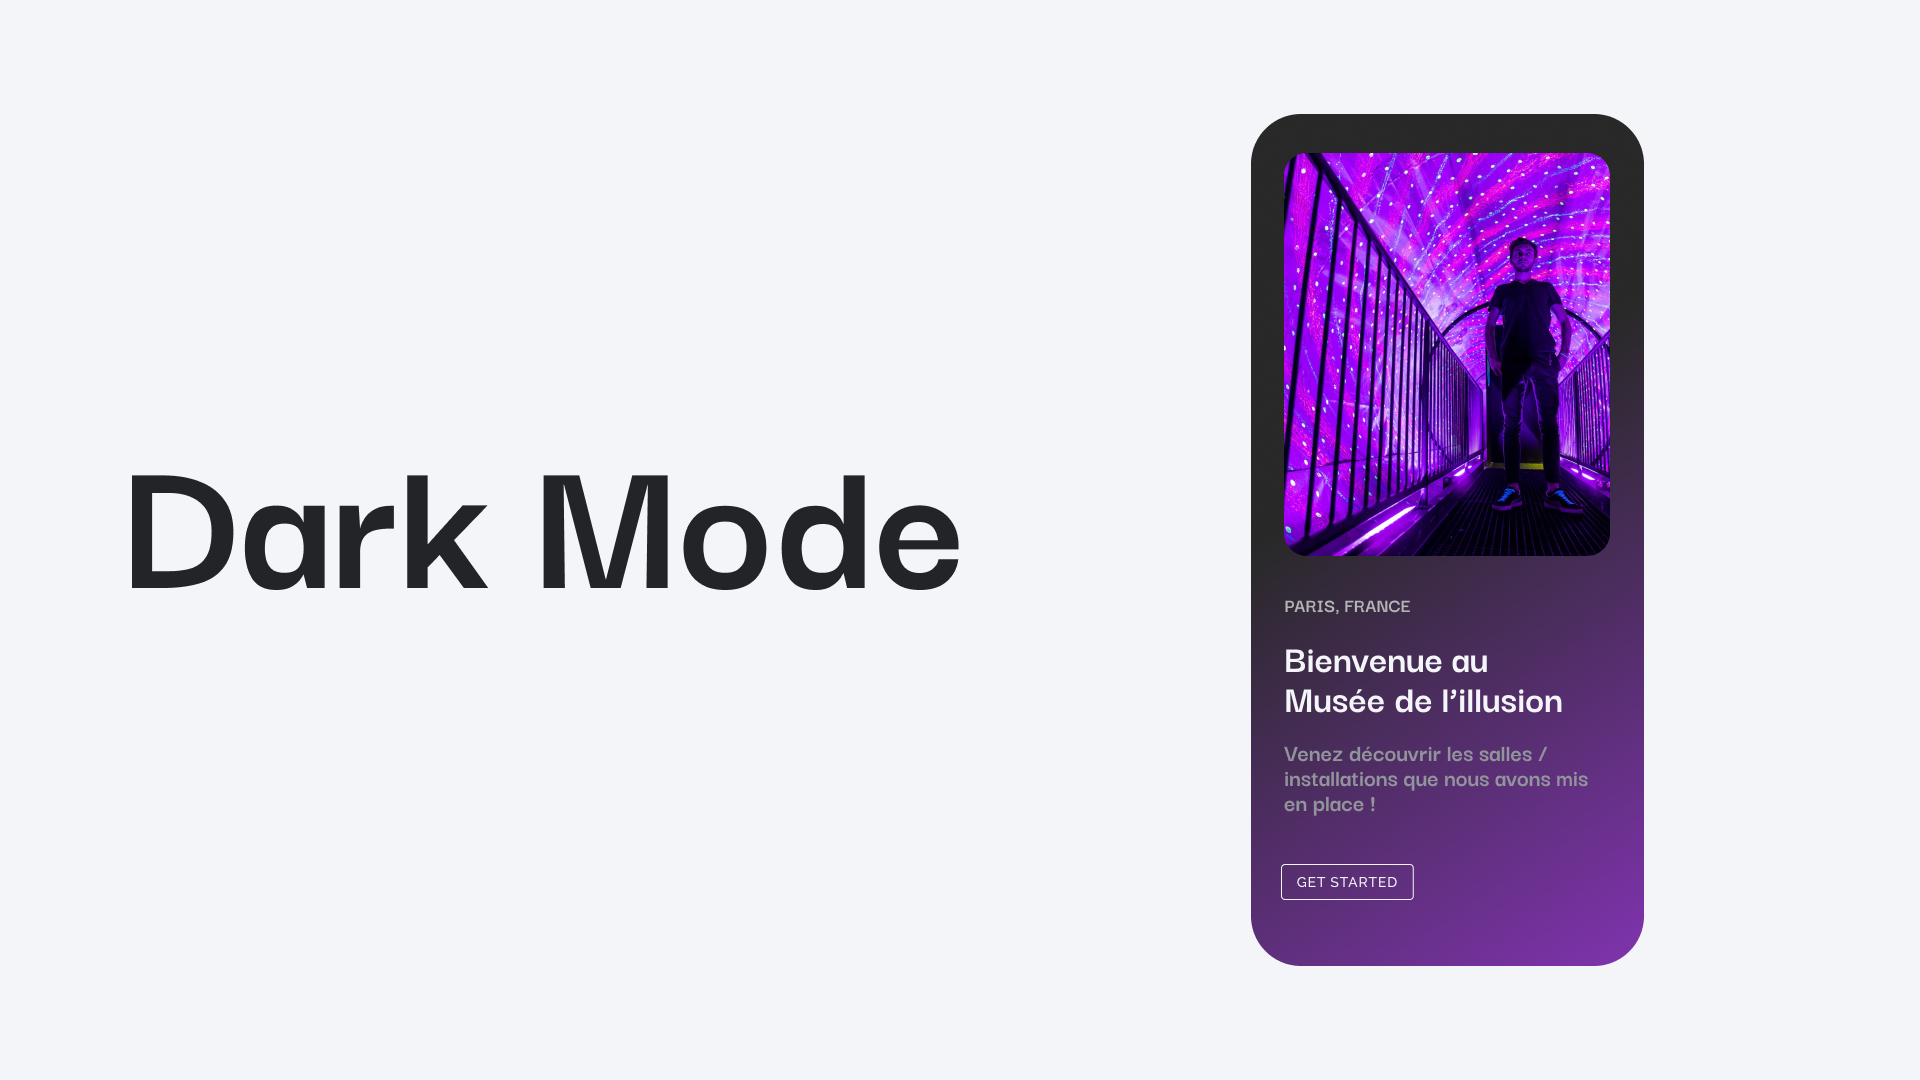 Dark Mode
PARIS, FRANCE
Bienvenue au
Musée de l’illusion
Venez découvrir les salles /
installations que nous avons mis
en place !
GET STARTED